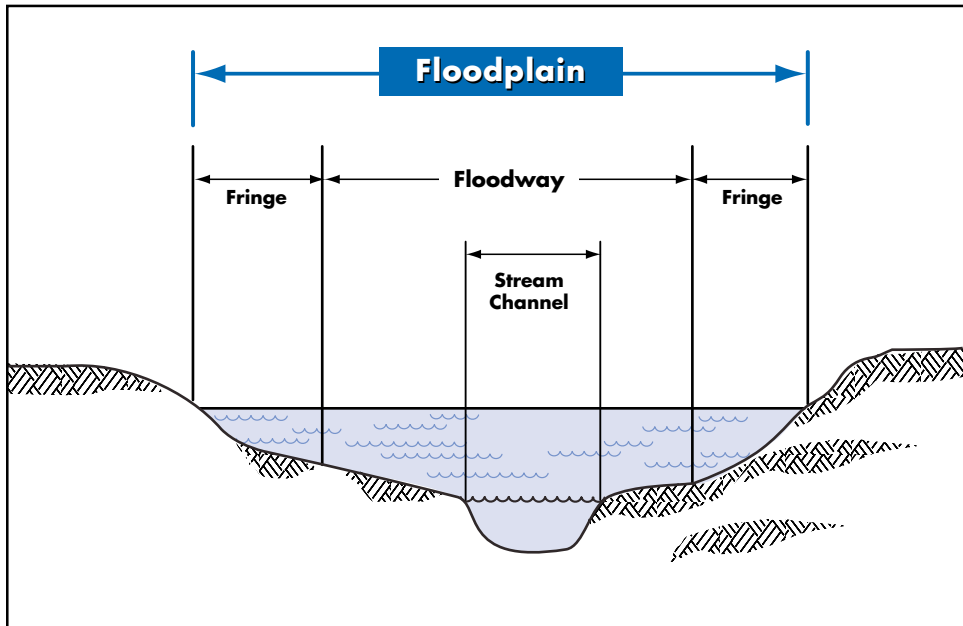 Floodplain
Fringe
Floodway
Fringe
Stream
Channel